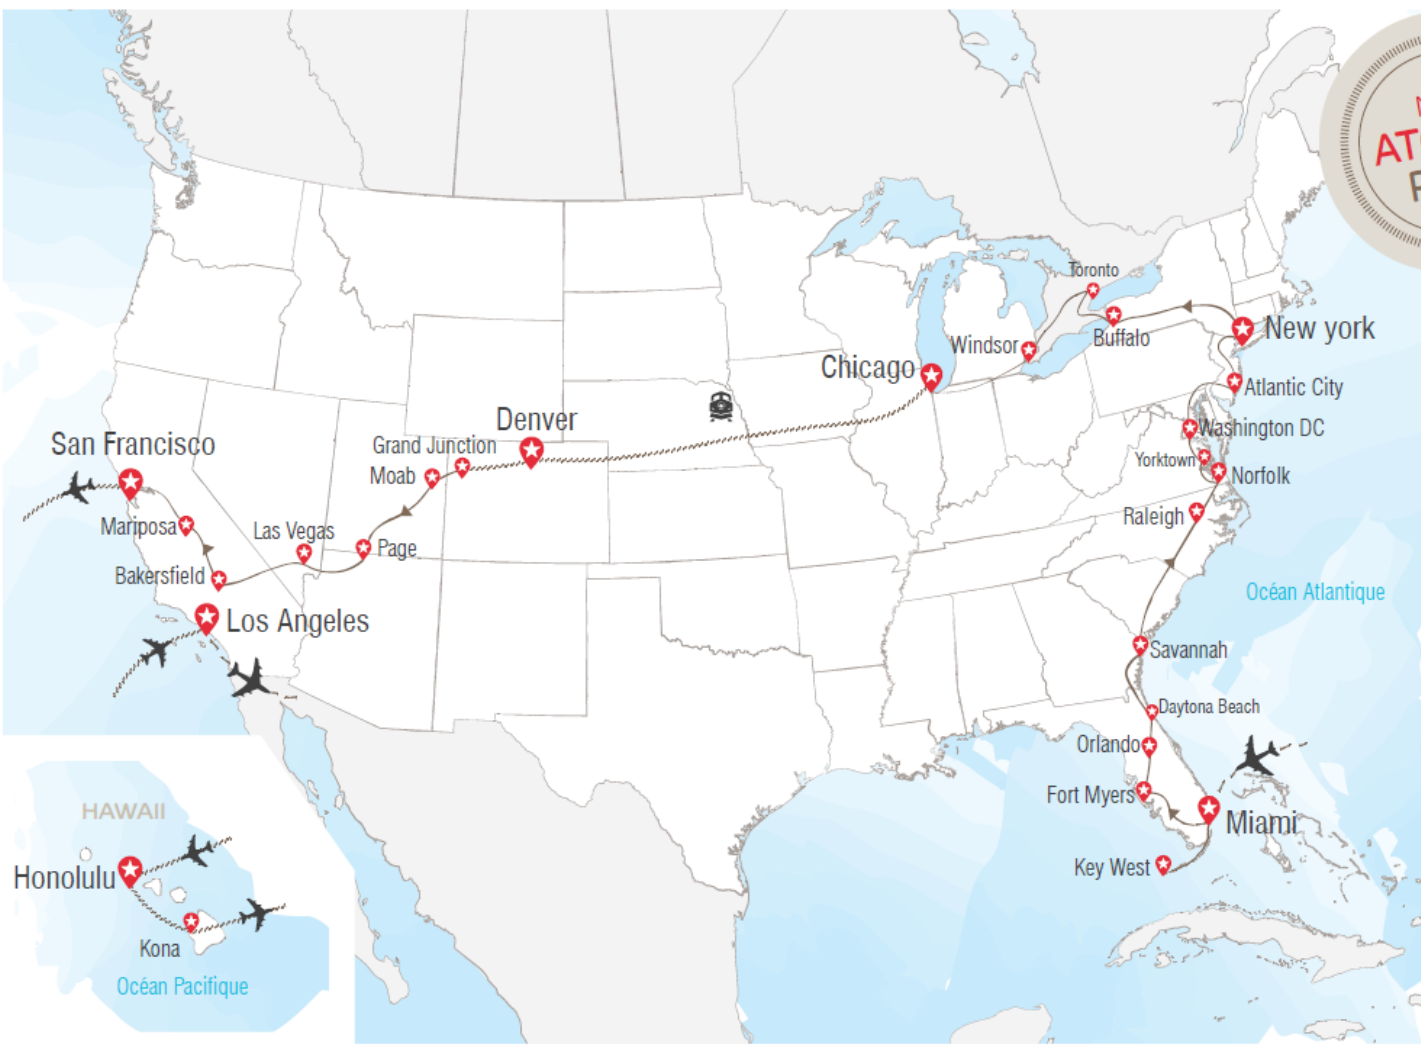 Toronto
New york
Buffalo
Windsor
Chicago
Atlantic City
Washington DC
Denver
Grand Junction
Moab
San Francisco
Yorktown
Norfolk
Raleigh
Mariposa
Las Vegas
Page
Bakersfield
Los Angeles
Océan Atlantique
Savannah
Daytona Beach
Orlando
Fort Myers
Miami
Key West
HAWAII
Honolulu
Kona
Océan Pacifique